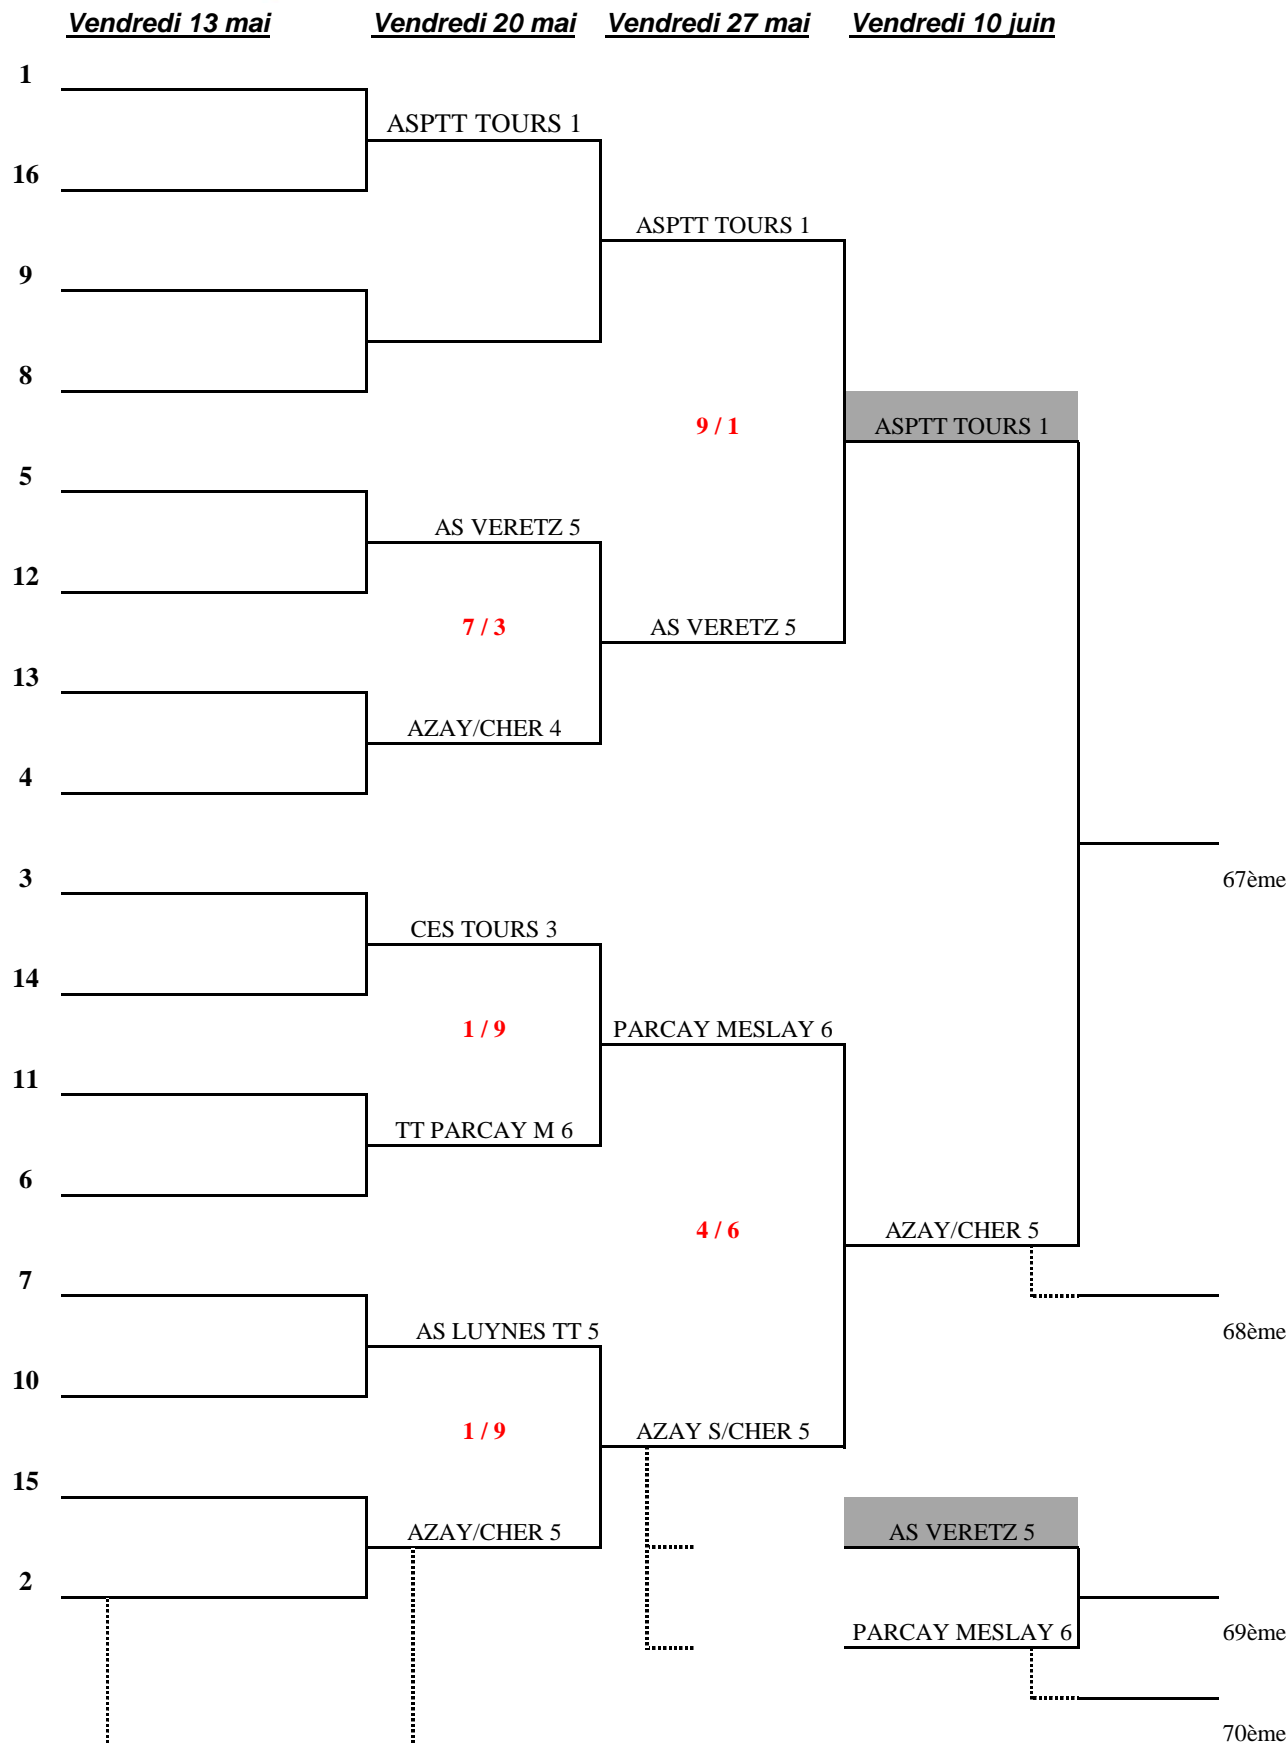 Vendredi 13 mai Vendredi 20 mai Vendredi 27 mai Vendredi 10 juin
1
ASPTT TOURS 1
16
ASPTT TOURS 1
9
8
9 / 1 ASPTT TOURS 1
5
AS VERETZ 5
12
7 / 3 AS VERETZ 5
13
AZAY/CHER 4
4
3
67ème
CES TOURS 3
14
1 / 9 PARCAY MESLAY 6
11
TT PARCAY M 6
6
4 / 6 AZAY/CHER 5
7
AS LUYNES TT 5
68ème
10
1 / 9 AZAY S/CHER 5
15
AZAY/CHER 5 AS VERETZ 5
2
PARCAY MESLAY 6
69ème
70ème